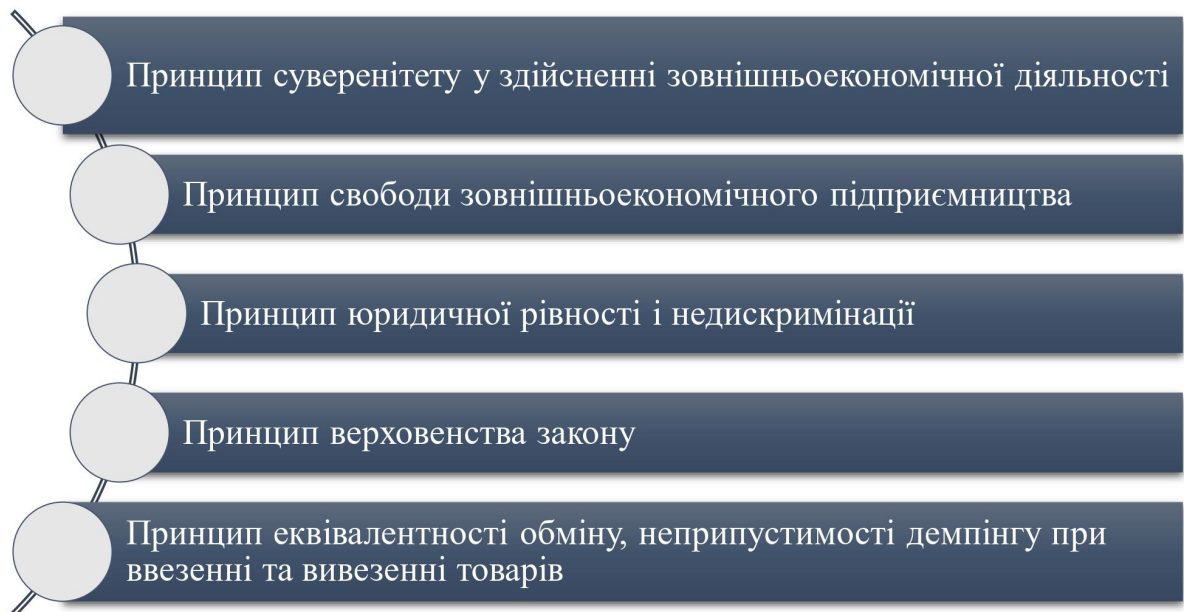 Принцип суверенітету у здійсненні зовнішньоекономічної діяльності
Принцип свободи зовнішньоекономічного підприємництва
Принцип юридичної рівності і недискримінації
Принцип верховенства закону
Принцип еквівалентності обміну, неприпустимості демпінгу при
ввезенні та вивезенні товарів